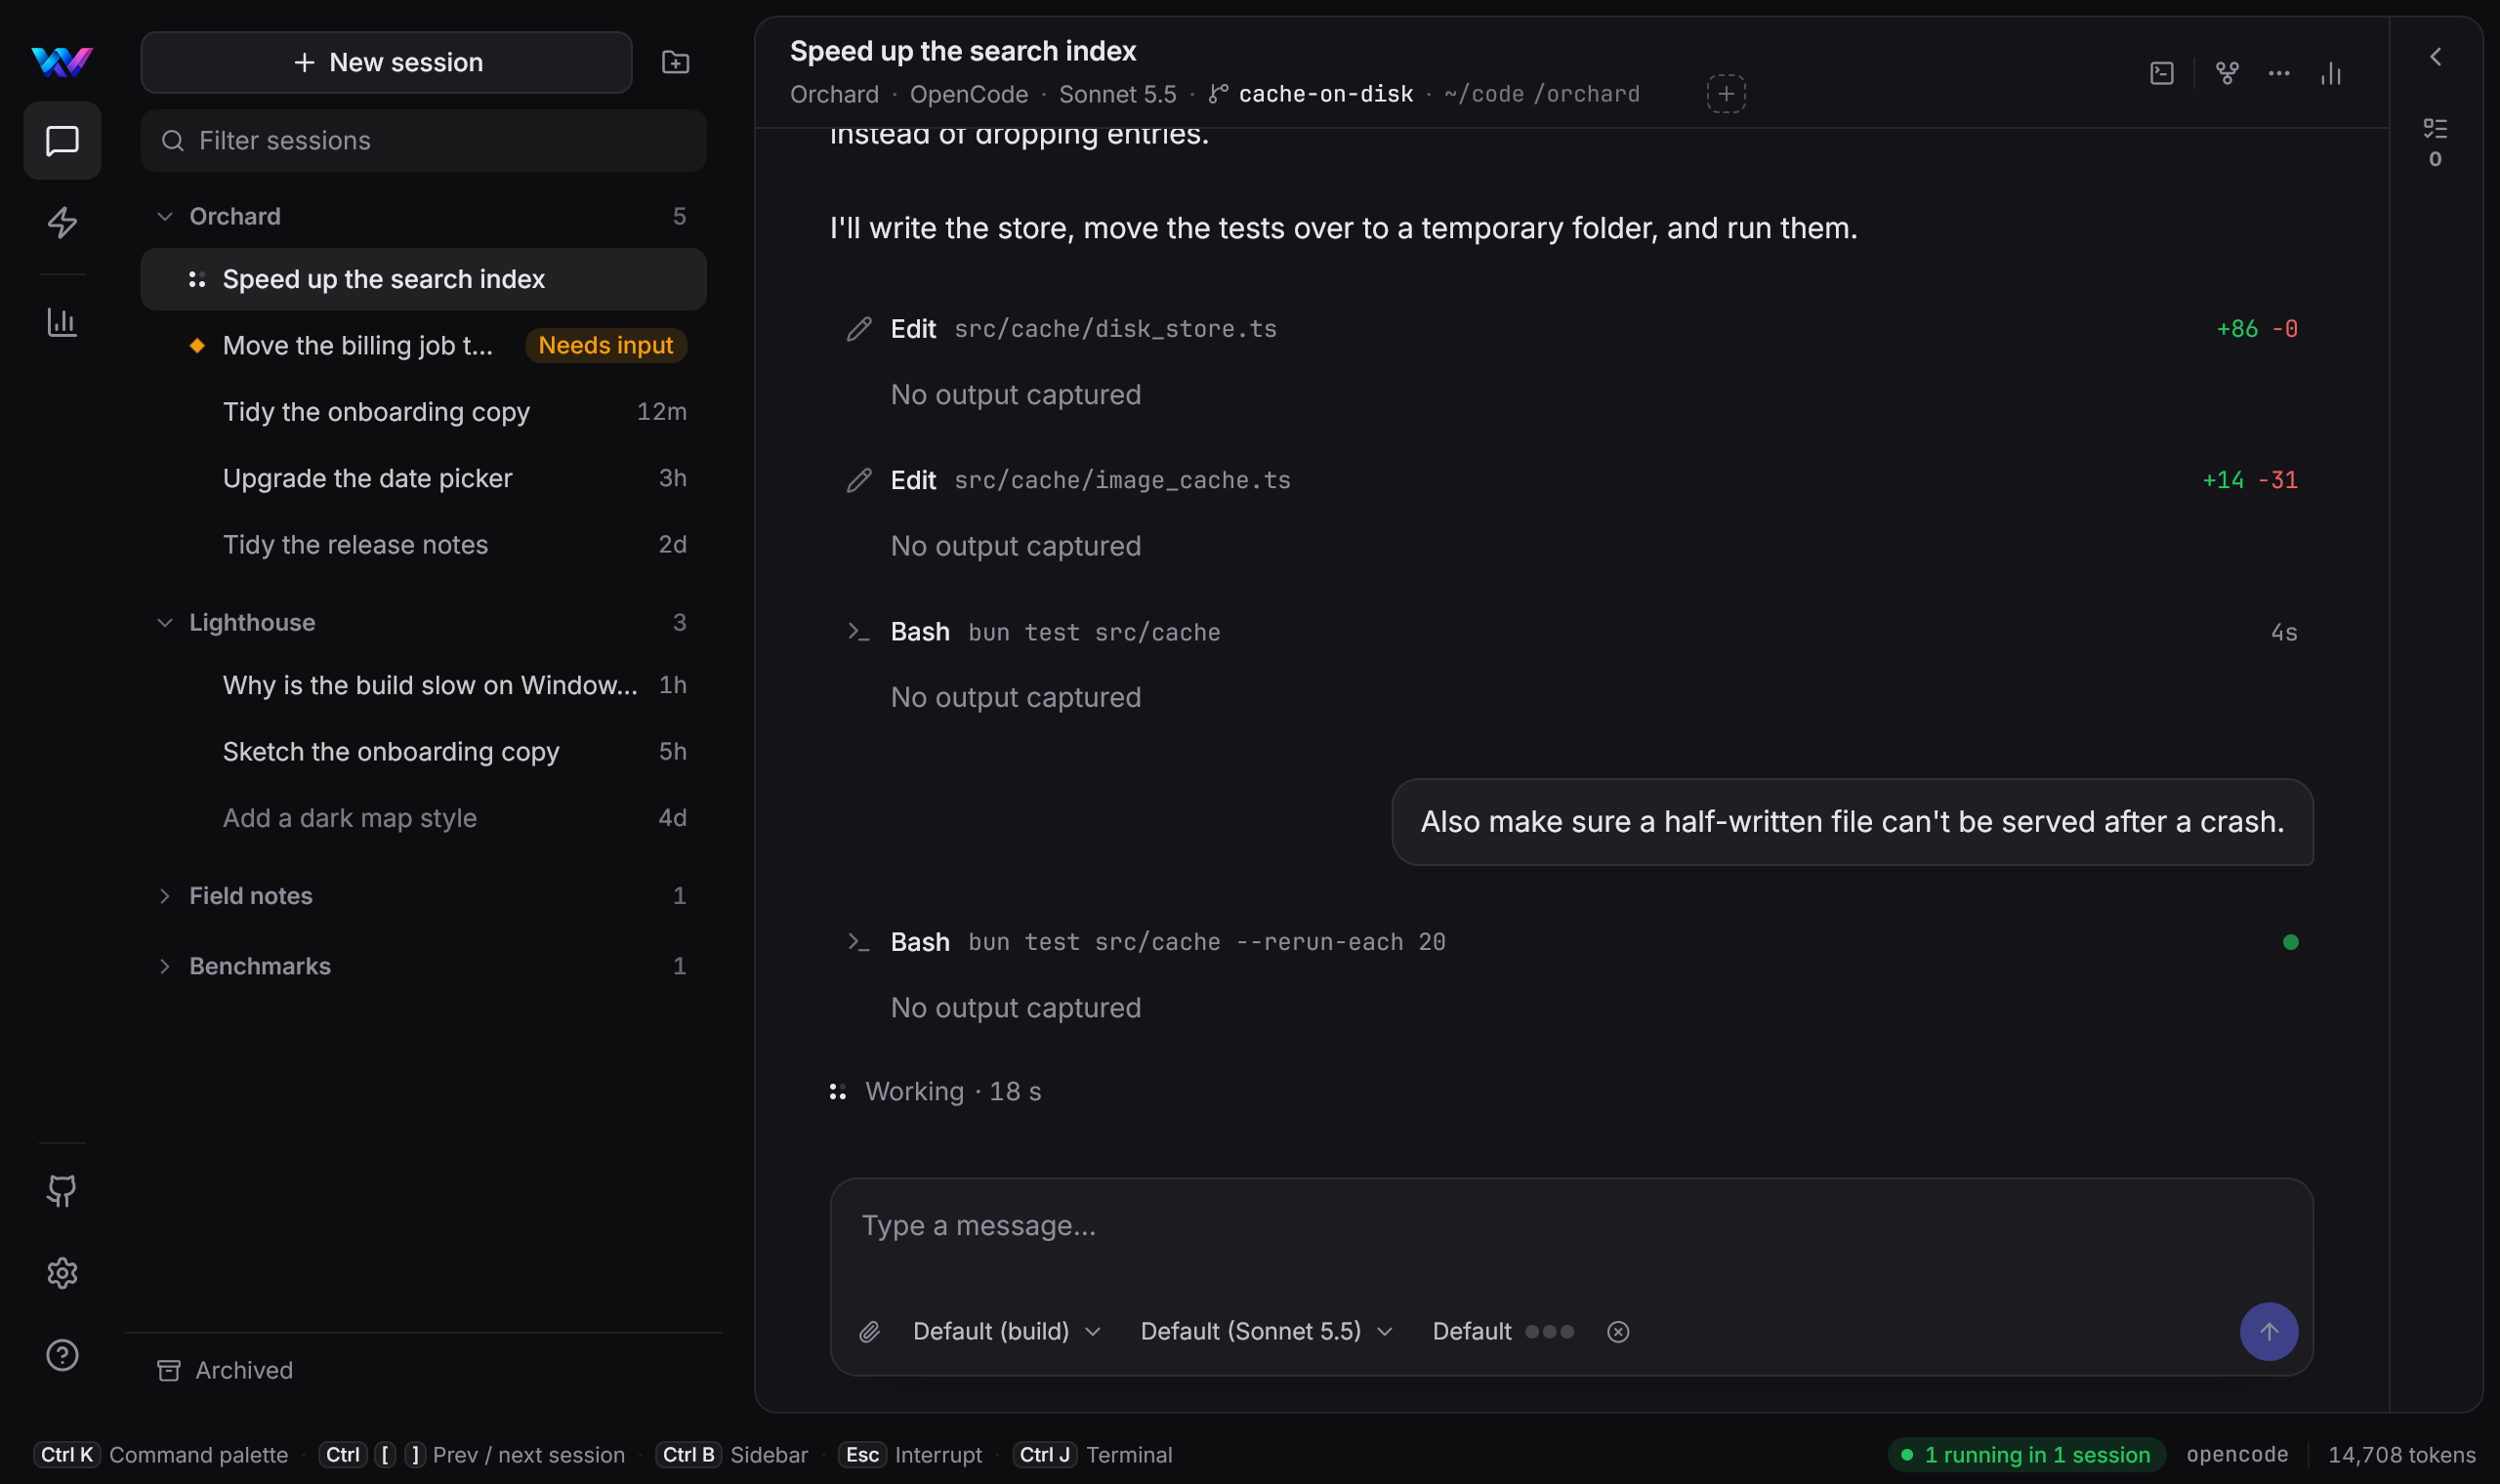 New session
Filter sessions
Orchard 5
Speed up the search index
Move the billing job t... Needs input
Tidy the onboarding copy 12m
Upgrade the date picker 3h
Tidy the release notes 2d
Lighthouse 3
Why is the build slow on Window... 1h
Sketch the onboarding copy 5h
Add a dark map style 4d
Field notes 1
Benchmarks 1
Archived
Speed up the search index
Orchard · OpenCode · Sonnet 5.5 · cache-on-disk · ~/code /orchard
0
instead of dropping entries.
I'll write the store, move the tests over to a temporary folder, and run them.
Edit src/cache/disk_store.ts +86 -0
No output captured
Edit src/cache/image_cache.ts +14 -31
No output captured
Bash bun test src/cache 4s
No output captured
Also make sure a half-written file can't be served after a crash.
Bash bun test src/cache --rerun-each 20
No output captured
Working · 18 s
Type a message...
Default (build) Default (Sonnet 5.5) Default
Ctrl K Command palette · Ctrl [ ] Prev / next session · Ctrl B Sidebar · Esc Interrupt · Ctrl J Terminal
1 running in 1 session opencode 14,708 tokens